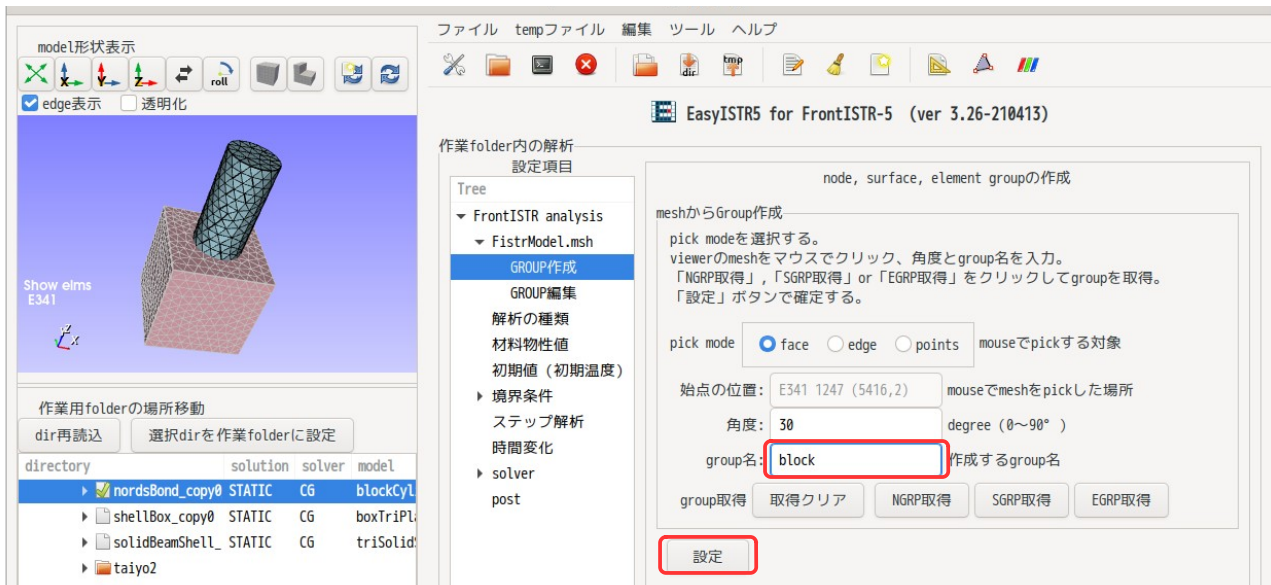 model形状表示
roll
edge表示 透明化
Show elms
E341
作業用folderの場所移動
dir再読込 選択dirを作業folderに設定
directory solution solver model
nordsBond_copy0 STATIC CG blockCyl
shellBox_copy0 STATIC CG boxTriPla
solidBeamShell_ STATIC CG triSolid
taiyo2
ファイル tempファイル 編集 ツール ヘルプ
dir tmp
EasyISTR5 for FrontISTR-5 (ver 3.26-210413)
作業folder内の解析
設定項目
Tree
FrontISTR analysis
FistrModel.msh
GROUP作成
GROUP編集
解析の種類
材料物性値
初期値 (初期温度)
境界条件
ステップ解析
時間変化
solver
post
node, surface, element groupの作成
meshからGroup作成
pick modeを選択する。
viewerのmeshをマウスでクリック、角度とgroup名を入力。
「NGRP取得」,「SGRP取得」or「EGRP取得」をクリックしてgroupを取得。
「設定」ボタンで確定する。
pick mode face edge points mouseでpickする対象
始点の位置: E341 1247 (5416,2) mouseでmeshをpickした場所
角度: 30 degree (0～90° )
group名: block 作成するgroup名
group取得 取得クリア NGRP取得 SGRP取得 EGRP取得
設定